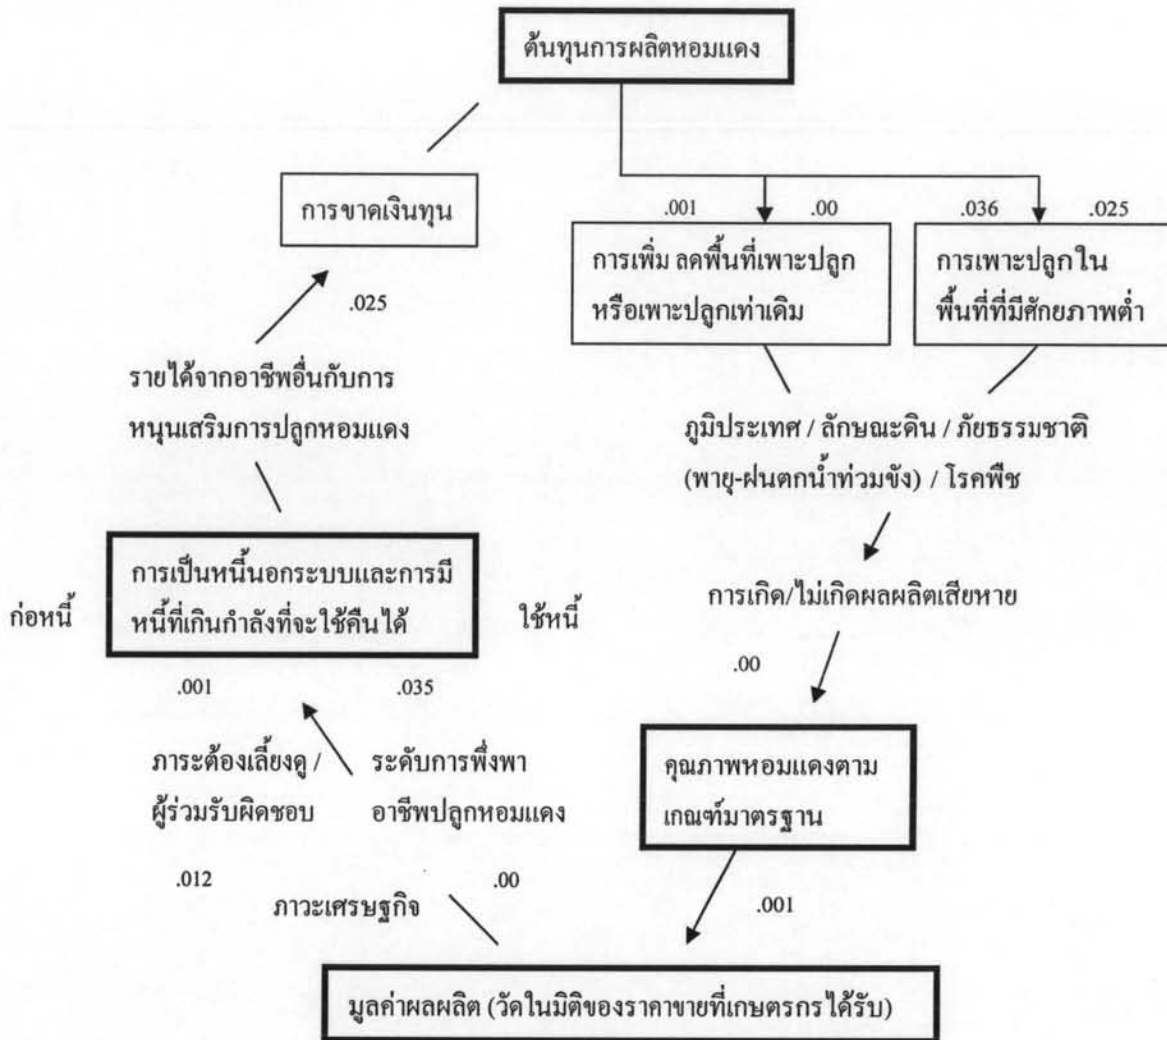 ต้นทุนการผลิตหอมแดง
การขาดเงินทุน
.001 .00 .036 .025
การเพิ่ม ลดพื้นที่เพาะปลูก
หรือเพาะปลูกเท่าเดิม
การเพาะปลูกใน
พื้นที่ที่มีศักยภาพต่ำ
.025
รายได้จากอาชีพอื่นกับการ
หนุนเสริมการปลูกหอมแดง
ภูมิประเทศ / ลักษณะดิน / ภัยธรรมชาติ
(พายุ-ฝนตกน้ำท่วมขัง) / โรคพืช
ก่อหนี้
การเป็นหนี้นอกระบบและการมี
หนี้ที่เกินกำลังที่จะใช้คืนได้
ใช้หนี้
การเกิด/ไม่เกิดผลผลิตเสียหาย
.00
.001 .035
ภาระต้องเลี้ยงดู /
ผู้ร่วมรับผิดชอบ
ระดับการพึ่งพา
อาชีพปลูกหอมแดง
คุณภาพหอมแดงตาม
เกณฑ์มาตรฐาน
.012 .00
ภาวะเศรษฐกิจ
.001
มูลค่าผลผลิต (วัดในมิติของราคาขายที่เกษตรกรได้รับ)